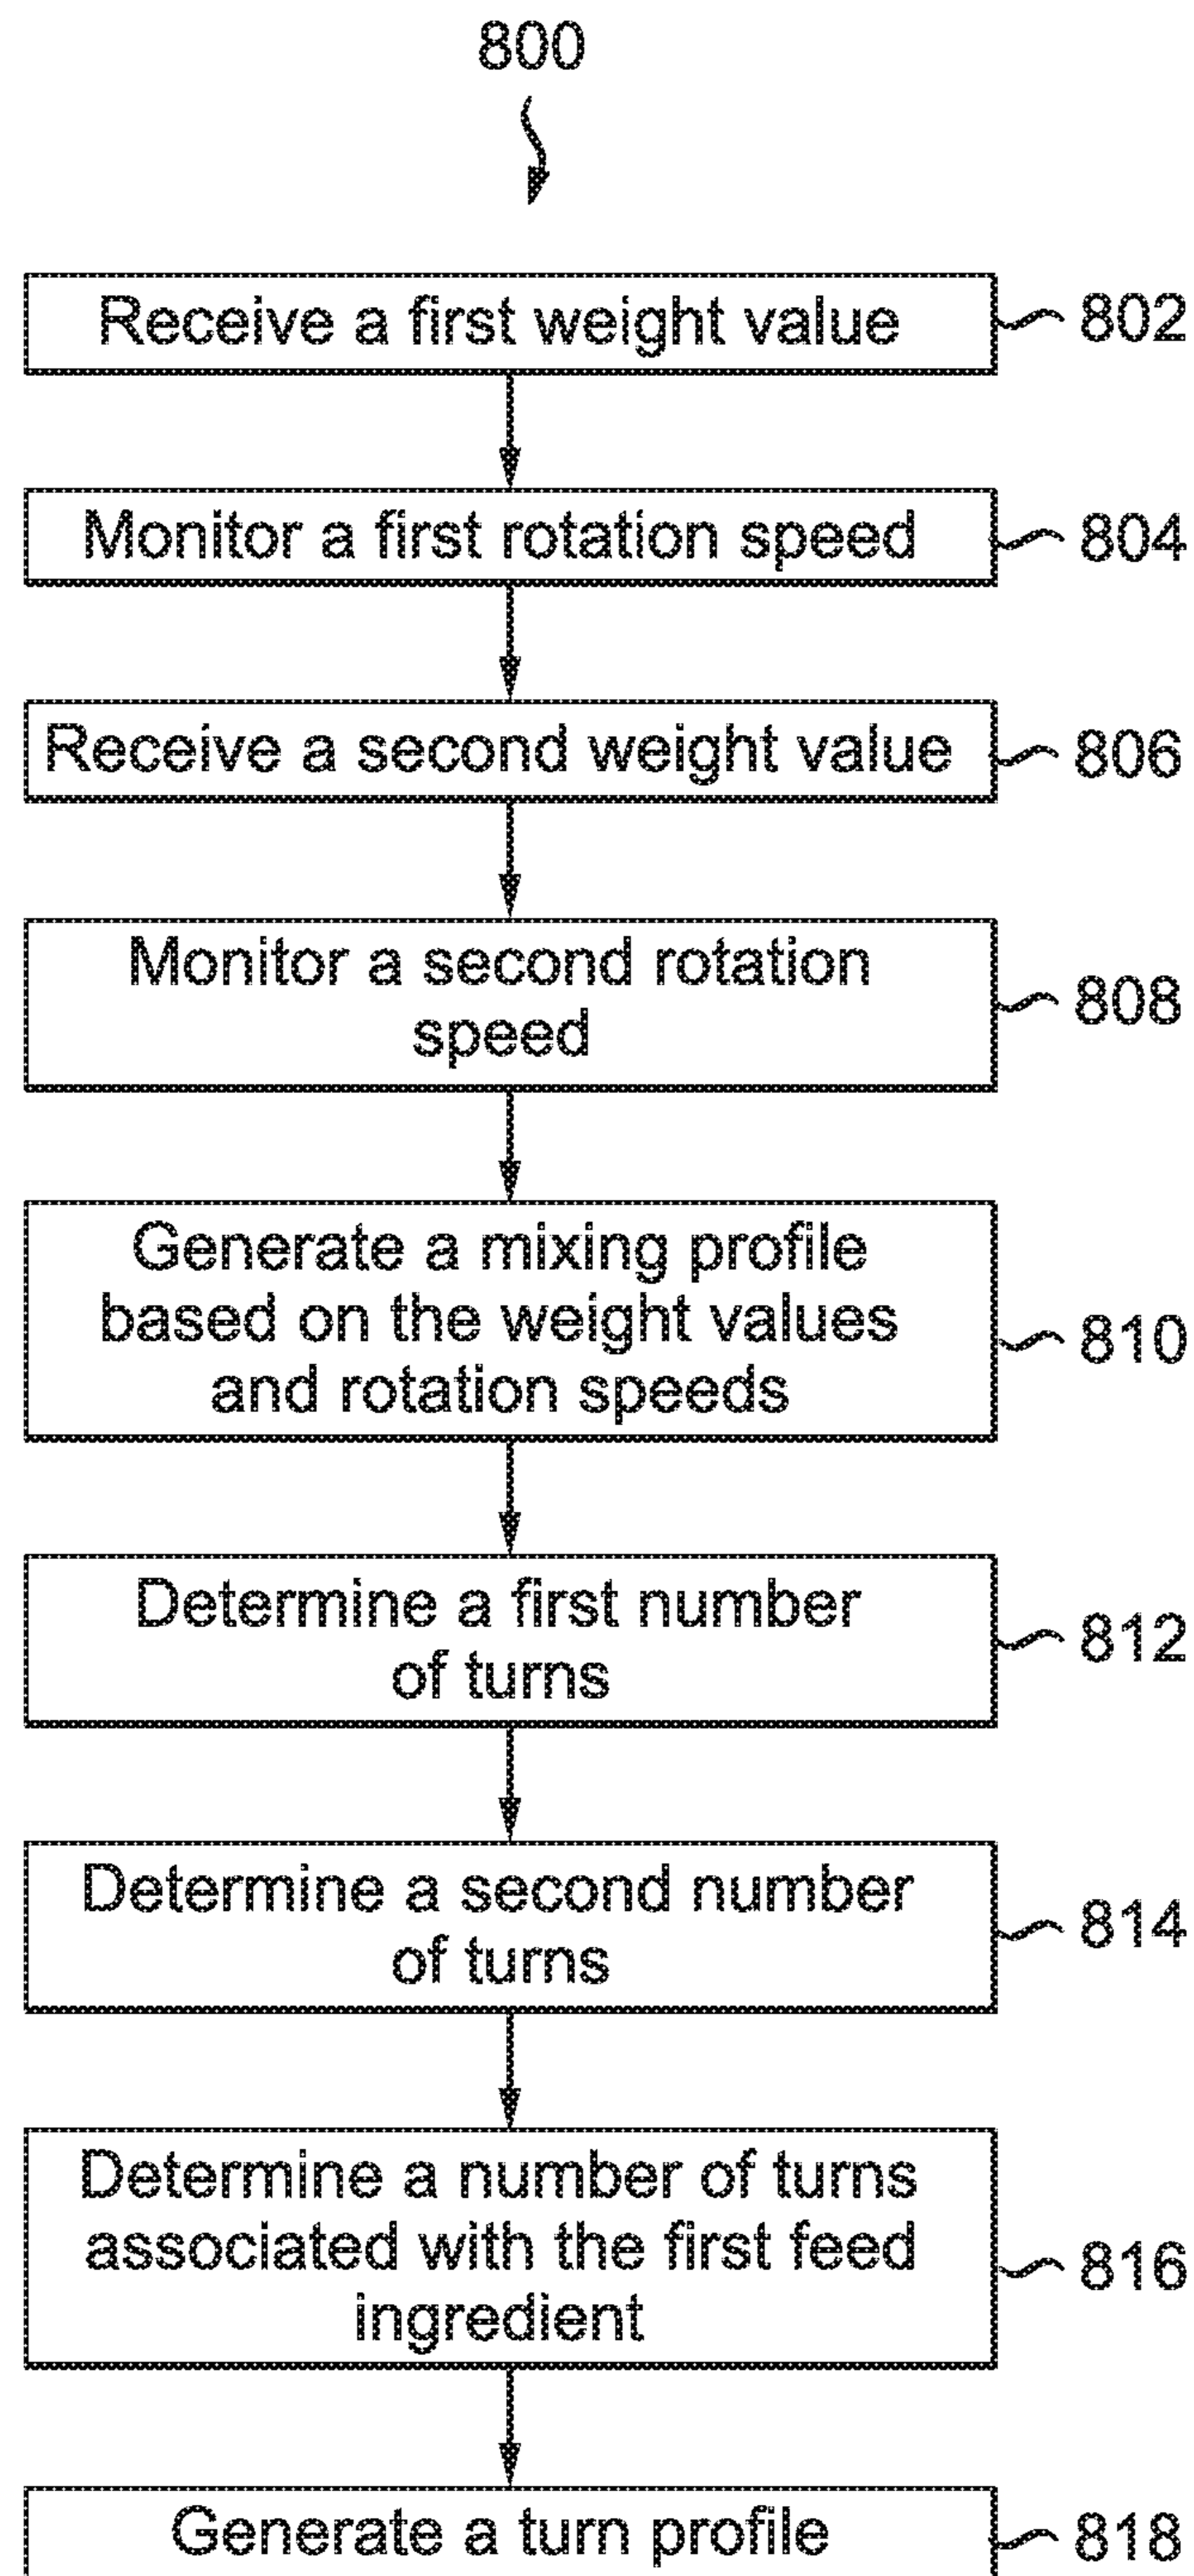 800
Receive a first weight value
802
Monitor a first rotation speed
804
Receive a second weight value
806
Monitor a second rotation
speed
808
Generate a mixing profile
based on the weight values
and rotation speeds
810
Determine a first number
of turns
812
Determine a second number
of turns
814
Determine a number of turns
associated with the first feed
ingredient
816
Generate a turn profile
818